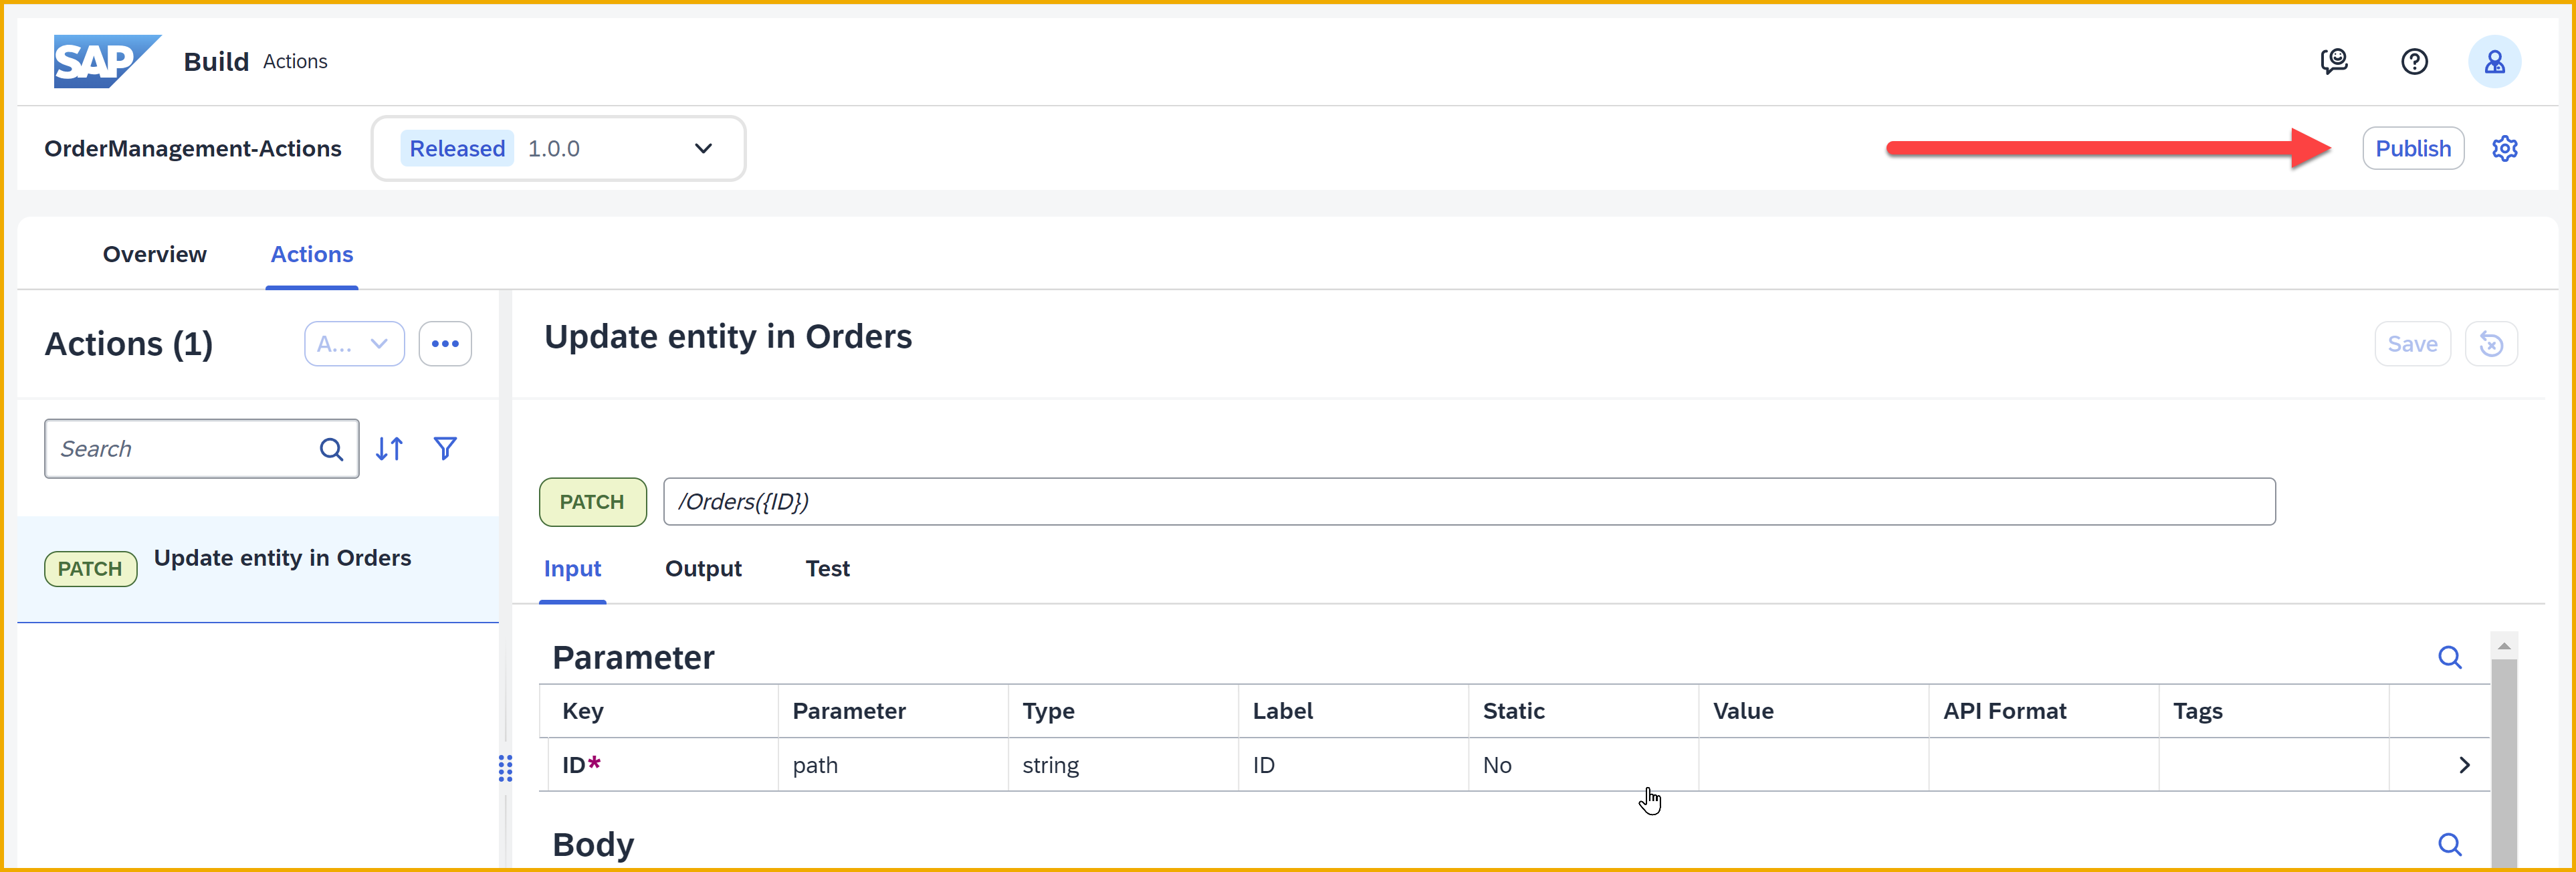 SAP Build Actions
OrderManagement-Actions Released 1.0.0 Publish
Overview Actions
Actions (1) A... Update entity in Orders Save
Search
PATCH /Orders({ID})
PATCH Update entity in Orders
Input Output Test
Parameter
Key Parameter Type Label Static Value API Format Tags
ID* path string ID No
Body